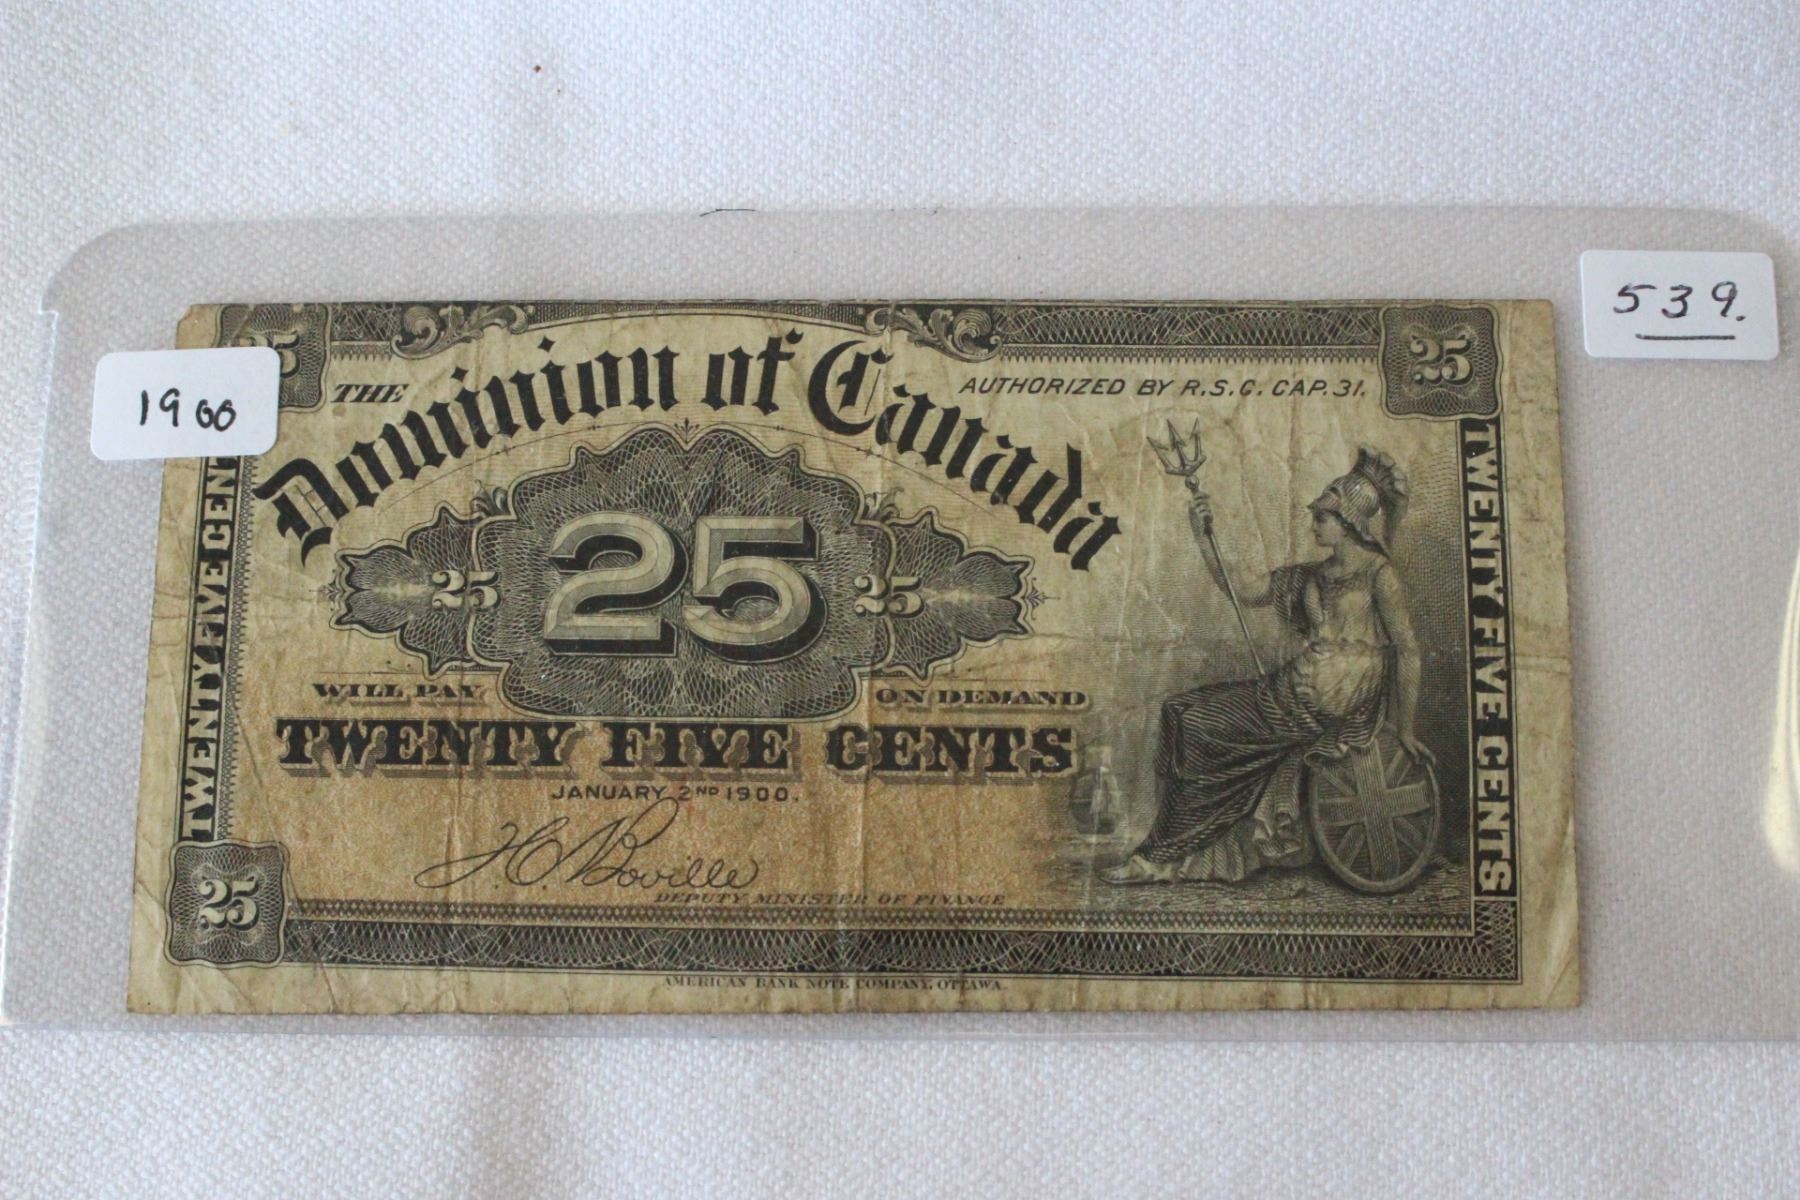 539.
1900
25
25
THE
Dominion of Canada
AUTHORIZED BY R.S.C. CAP. 31.
TWENTY FIVE CENT
TWENTY FIVE CENTS
25
25
25
WILL PAY
ON DEMAND
TWENTY FIVE CENTS
JANUARY 2ND 1900.
H.C. Boville
DEPUTY MINISTER OF FINANCE
25
AMERICAN BANK NOTE COMPANY, OTTAWA.